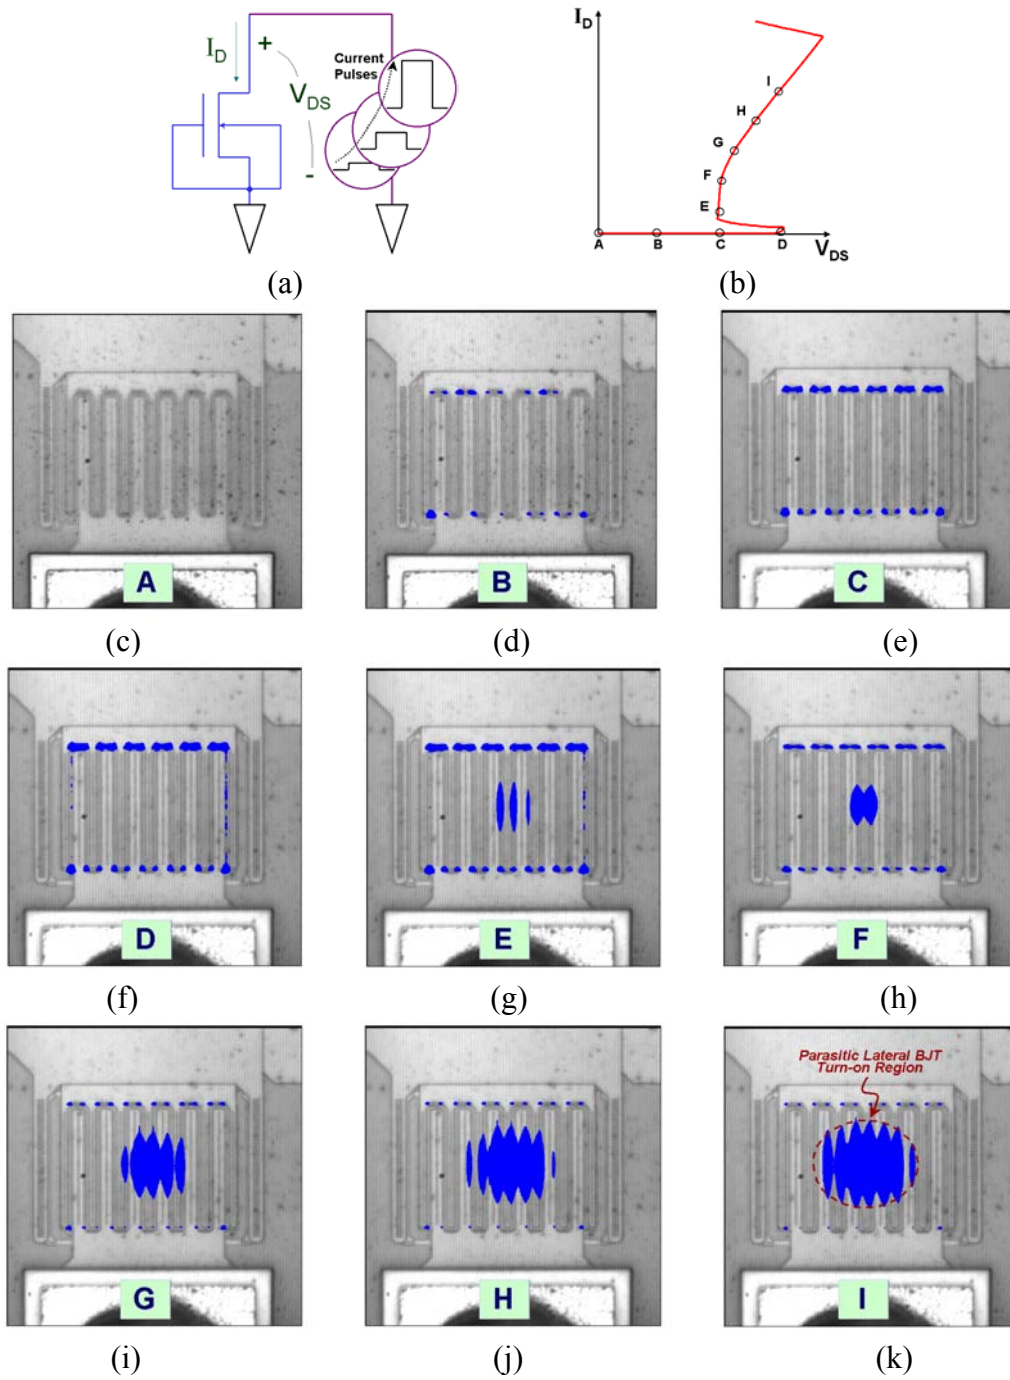 I_D
+
V_DS
-
Current
Pulses
(a)
I_D
I
H
G
F
E
A
B
C
D
V_DS
(b)
A
B
C
(c)
(d)
(e)
D
E
F
(f)
(g)
(h)
Parasitic Lateral BJT
Turn-on Region
G
H
I
(i)
(j)
(k)